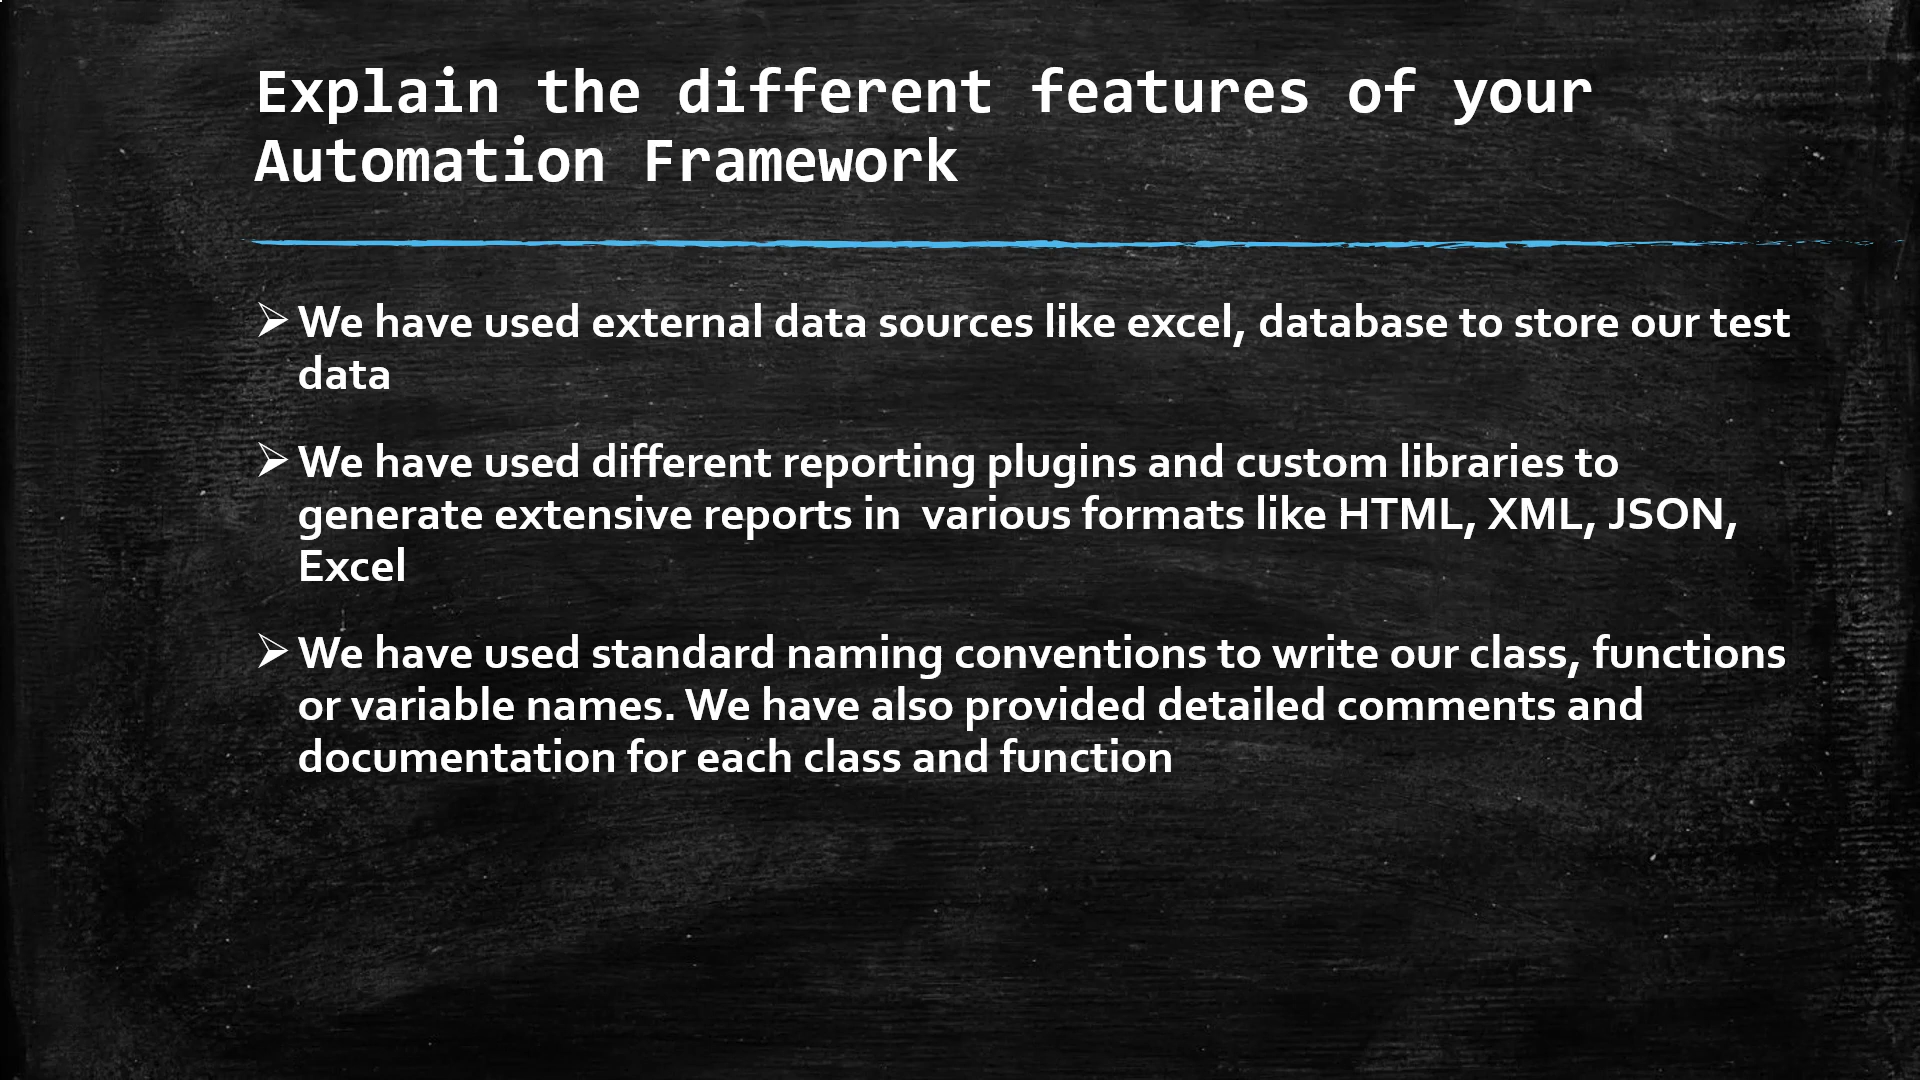 Explain the different features of your
Automation Framework
➢ We have used external data sources like excel, database to store our test
data
➢ We have used different reporting plugins and custom libraries to
generate extensive reports in  various formats like HTML, XML, JSON,
Excel
➢ We have used standard naming conventions to write our class, functions
or variable names. We have also provided detailed comments and
documentation for each class and function